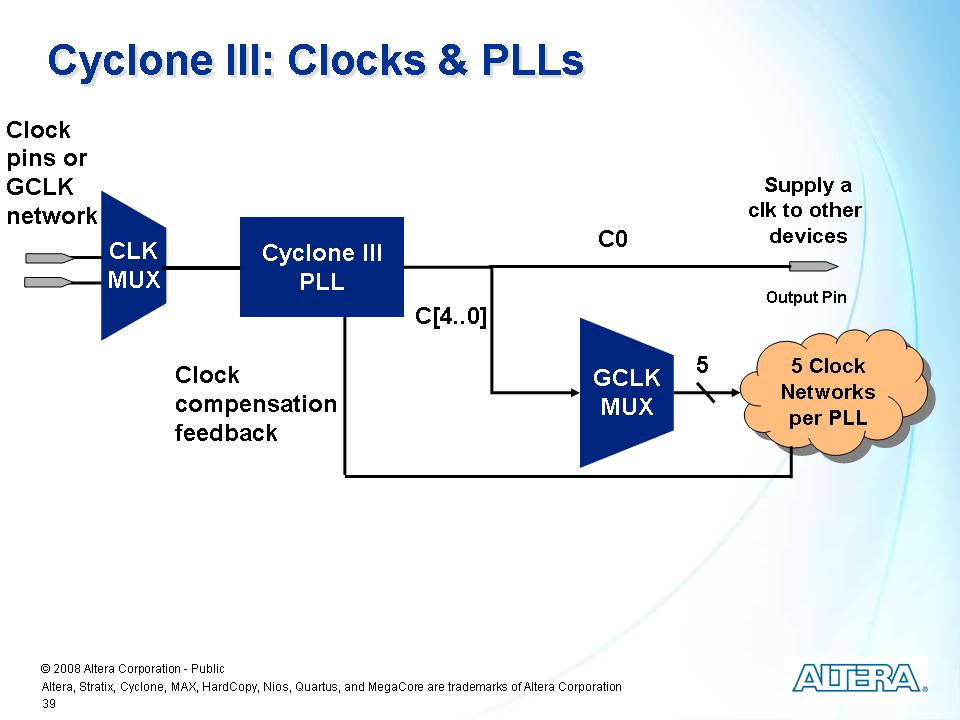 Cyclone III: Clocks & PLLs
Clock
pins or
GCLK
network
CLK
MUX
Cyclone III
PLL
C0
Supply a
clk to other
devices
Output Pin
C[4..0]
GCLK
MUX
5
5 Clock
Networks
per PLL
Clock
compensation
feedback
© 2008 Altera Corporation - Public
Altera, Stratix, Cyclone, MAX, HardCopy, Nios, Quartus, and MegaCore are trademarks of Altera Corporation
39
ALTERA®